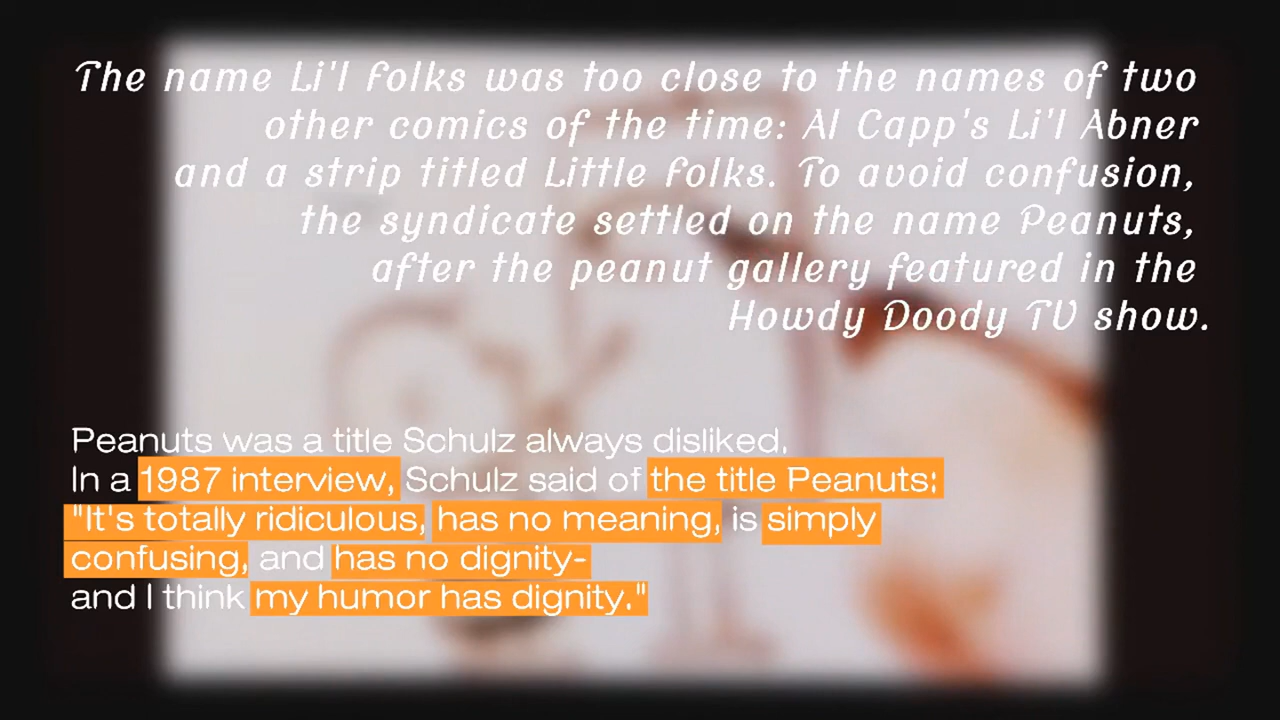 The name Li'l folks was too close to the names of two
other comics of the time: Al Capp's Li'l Abner
and a strip titled Little folks. To avoid confusion,
the syndicate settled on the name Peanuts,
after the peanut gallery featured in the
Howdy Doody TV show.
Peanuts was a title Schulz always disliked.
In a 1987 interview, Schulz said of the title Peanuts:
"It's totally ridiculous, has no meaning, is simply
confusing, and has no dignity-
and I think my humor has dignity."